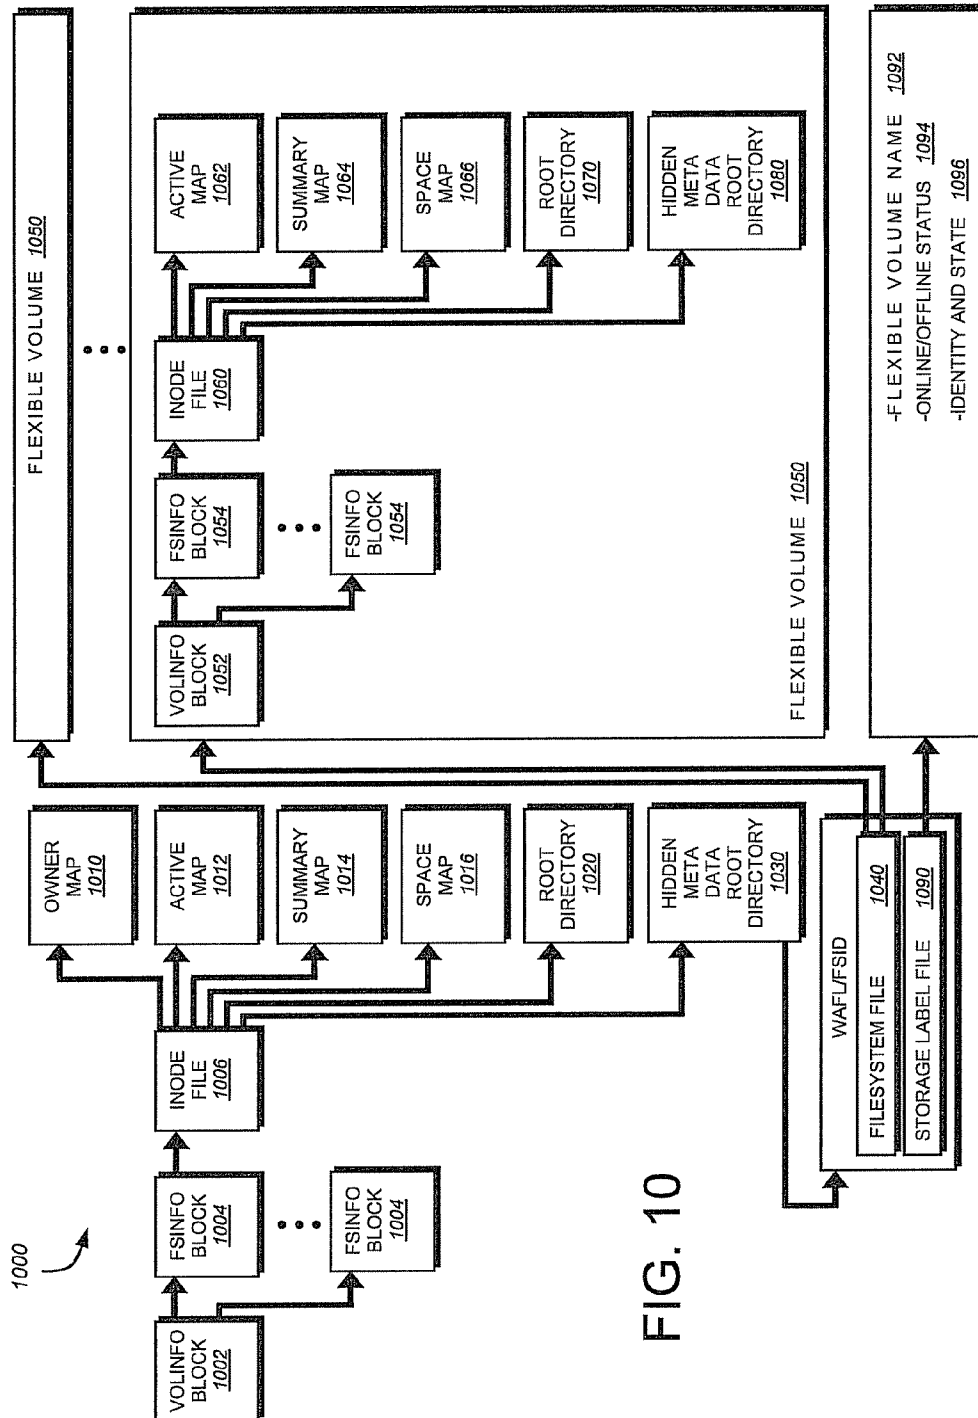 1000
VOLINFO
BLOCK
1002
FSINFO
BLOCK
1004
FSINFO
BLOCK
1004
INODE
FILE
1006
OWNER
MAP
1010
ACTIVE
MAP
1012
SUMMARY
MAP
1014
SPACE
MAP
1016
ROOT
DIRECTORY
1020
HIDDEN
META
DATA
ROOT
DIRECTORY
1030
WAFL/FSID
FILESYSTEM FILE 1040
STORAGE LABEL FILE 1090
FLEXIBLE VOLUME 1050
VOLINFO
BLOCK
1052
FSINFO
BLOCK
1054
FSINFO
BLOCK
1054
INODE
FILE
1060
ACTIVE
MAP
1062
SUMMARY
MAP
1064
SPACE
MAP
1066
ROOT
DIRECTORY
1070
HIDDEN
META
DATA
ROOT
DIRECTORY
1080
FLEXIBLE VOLUME 1050
-FLEXIBLE VOLUME NAME 1092
-ONLINE/OFFLINE STATUS 1094
-IDENTITY AND STATE 1096
FIG. 10